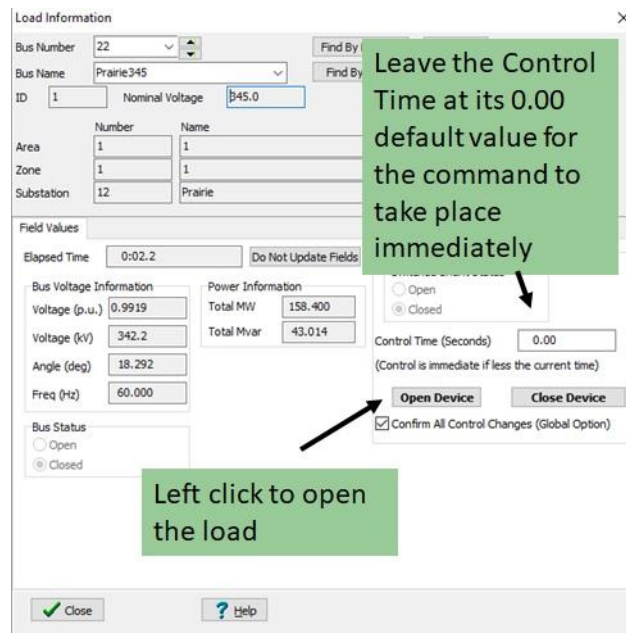 Load Information
Bus Number 22 Find By
Bus Name Prairie345 Find By
ID 1 Nominal Voltage 345.0
Number Name
Area 1 1
Zone 1 1
Substation 12 Prairie
Leave the Control
Time at its 0.00
default value for
the command to
take place
immediately
Field Values
Elapsed Time 0:02.2 Do Not Update Fields
Bus Voltage Information
Voltage (p.u.) 0.9919
Voltage (kV) 342.2
Angle (deg) 18.292
Freq (Hz) 60.000
Power Information
Total MW 158.400
Total Mvar 43.014
Open
Closed
Control Time (Seconds) 0.00
(Control is immediate if less the current time)
Open Device Close Device
Confirm All Control Changes (Global Option)
Bus Status
Open
Closed
Left click to open
the load
Close Help